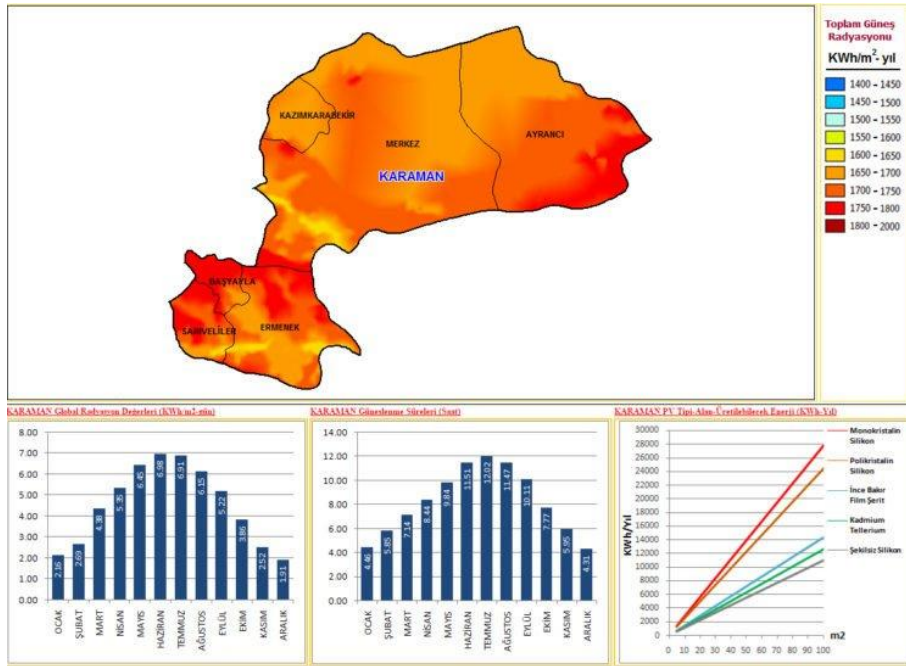 Toplam Güneş
Radyasyonu
KWh/m²- yıl
1400 - 1450
1450 - 1500
1500 - 1550
1550 - 1600
1600 - 1650
1650 - 1700
1700 - 1750
1750 - 1800
1800 - 2000
KAZIMKARABEKİR
MERKEZ
AYRANCI
KARAMAN
BAŞYAYLA
SARIVELİLER
ERMENEK
KARAMAN Global Radyasyon Değerleri (KWh/m2-gün)
8.00
7.00
6.00
5.00
4.00
3.00
2.00
1.00
0.00
2.16
2.69
4.38
5.35
6.45
6.98
6.91
6.15
5.22
3.86
2.52
1.91
OCAK
ŞUBAT
MART
NİSAN
MAYIS
HAZİRAN
TEMMUZ
AĞUSTOS
EYLÜL
EKİM
KASIM
ARALIK
KARAMAN Güneşlenme Süreleri (Saat)
14.00
12.00
10.00
8.00
6.00
4.00
2.00
0.00
4.46
5.85
7.14
8.44
9.84
11.51
12.02
11.47
10.11
7.77
5.95
4.31
OCAK
ŞUBAT
MART
NİSAN
MAYIS
HAZİRAN
TEMMUZ
AĞUSTOS
EYLÜL
EKİM
KASIM
ARALIK
KARAMAN PV Tipi-Alan-Üretilebilecek Enerji (KWh-Yıl)
KWh/Yıl
30000
28000
26000
24000
22000
20000
18000
16000
14000
12000
10000
8000
6000
4000
2000
0
0 10 20 30 40 50 60 70 80 90 100
m2
Monokristalin
Silikon
Polikristalin
Silikon
İnce Bakır
Film Şerit
Kadmium
Tellerium
Şekilsiz Silikon